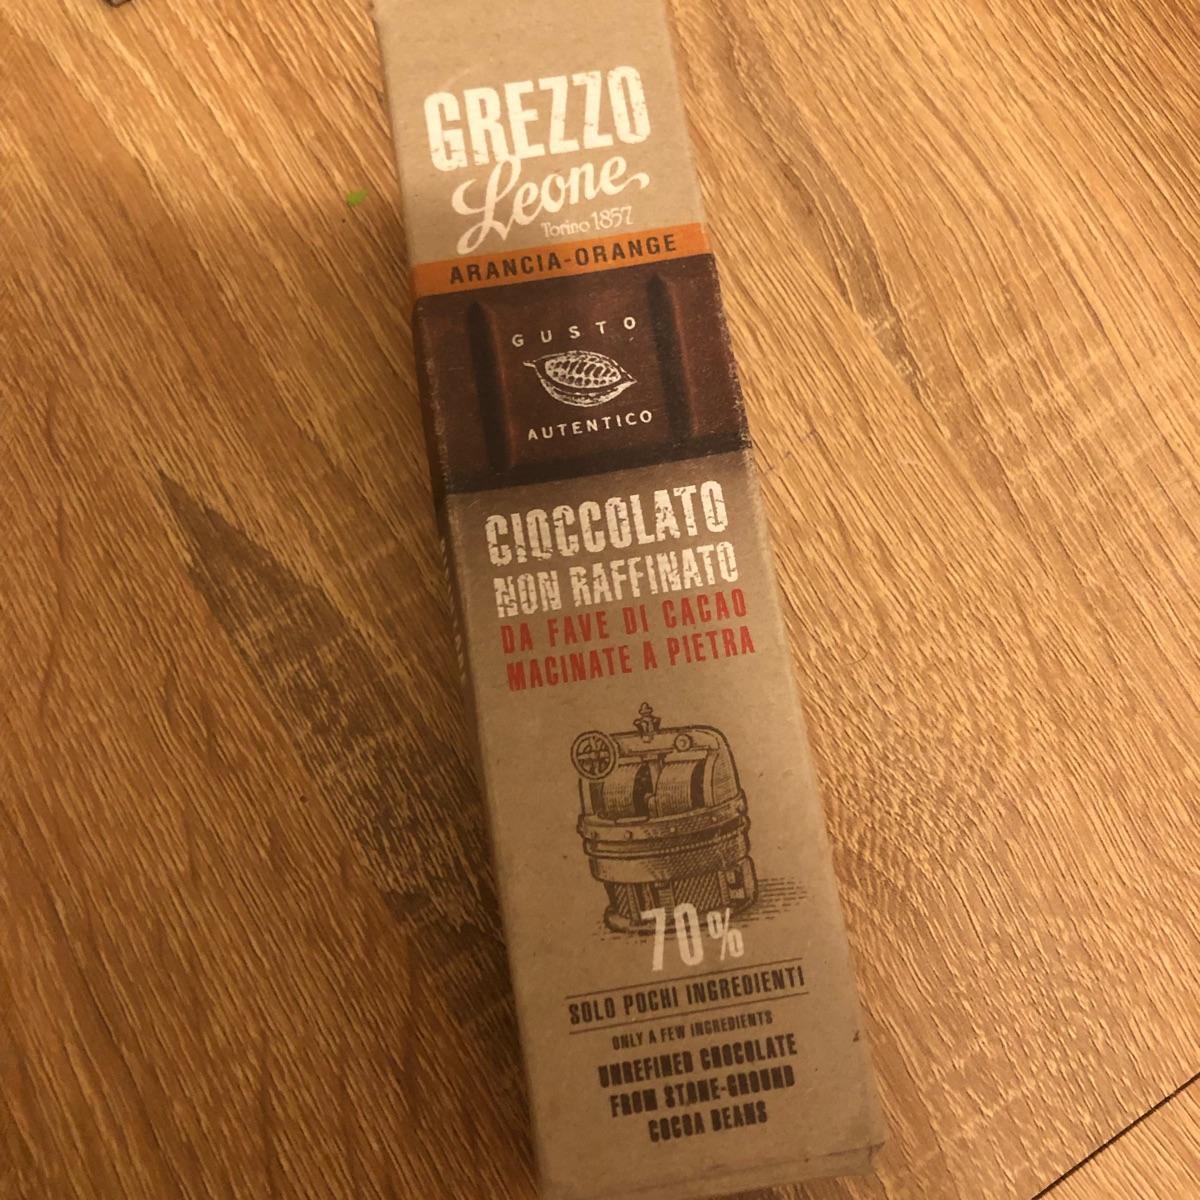 GREZZO
Leone
Torino 1857
ARANCIA-ORANGE
GUSTO
AUTENTICO
CIOCCOLATO
NON RAFFINATO
DA FAVE DI CACAO
MACINATE A PIETRA
70%
SOLO POCHI INGREDIENTI
ONLY A FEW INGREDIENTS
UNREFINED CHOCOLATE
FROM STONE-GROUND
COCOA BEANS